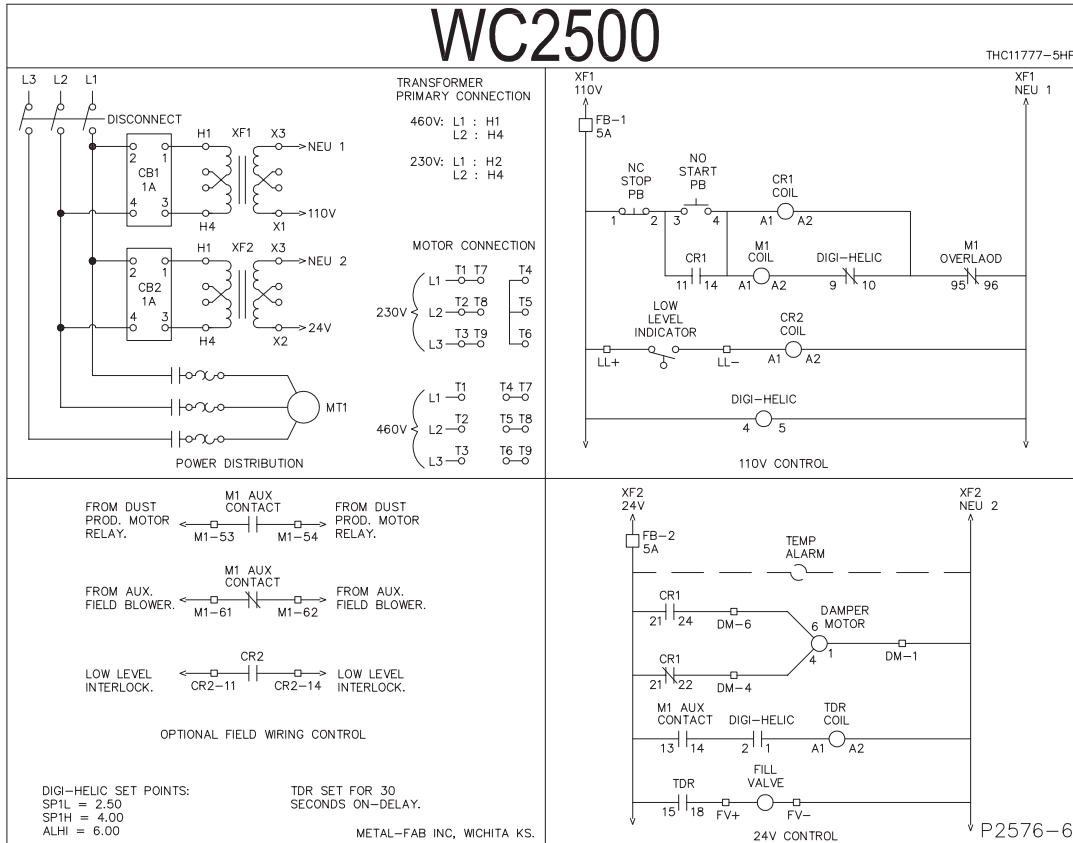 WC2500
THC11777-5HP
L3 L2 L1
DISCONNECT
H1 XF1 X3
NEU 1
2 1
CB1
1A
4 3
110V
H4 X1
H1 XF2 X3
NEU 2
2 1
CB2
1A
4 3
24V
H4 X2
MT1
POWER DISTRIBUTION
TRANSFORMER
PRIMARY CONNECTION
460V: L1 : H1
L2 : H4
230V: L1 : H2
L2 : H4
MOTOR CONNECTION
T1 T7 T4
L1
T2 T8 T5
230V L2
T3 T9 T6
L3
T1 T4 T7
L1
T2 T5 T8
460V L2
T3 T6 T9
L3
XF1
110V
XF1
NEU 1
FB-1
5A
NC
STOP
PB
NO
START
PB
CR1
COIL
1 2 3 4 A1 A2
CR1
M1
COIL
DIGI-HELIC
M1
OVERLAOD
11 14 A1 A2 9 10 95 96
LOW
LEVEL
INDICATOR
CR2
COIL
LL+ LL- A1 A2
DIGI-HELIC
4 5
110V CONTROL
FROM DUST
PROD. MOTOR
RELAY.
M1 AUX
CONTACT
M1-53 M1-54
FROM DUST
PROD. MOTOR
RELAY.
FROM AUX.
FIELD BLOWER.
M1 AUX
CONTACT
M1-61 M1-62
FROM AUX.
FIELD BLOWER.
LOW LEVEL
INTERLOCK.
CR2
CR2-11 CR2-14
LOW LEVEL
INTERLOCK.
OPTIONAL FIELD WIRING CONTROL
DIGI-HELIC SET POINTS:
SP1L = 2.50
SP1H = 4.00
ALHI = 6.00
TDR SET FOR 30
SECONDS ON-DELAY.
METAL-FAB INC, WICHITA KS.
XF2
24V
XF2
NEU 2
FB-2
5A
TEMP
ALARM
CR1
21 24 DM-6
DAMPER
MOTOR
6
4 1
DM-1
CR1
21 22 DM-4
M1 AUX
CONTACT
DIGI-HELIC
TDR
COIL
13 14 2 1 A1 A2
TDR
FILL
VALVE
15 18 FV+ FV-
24V CONTROL
P2576-6